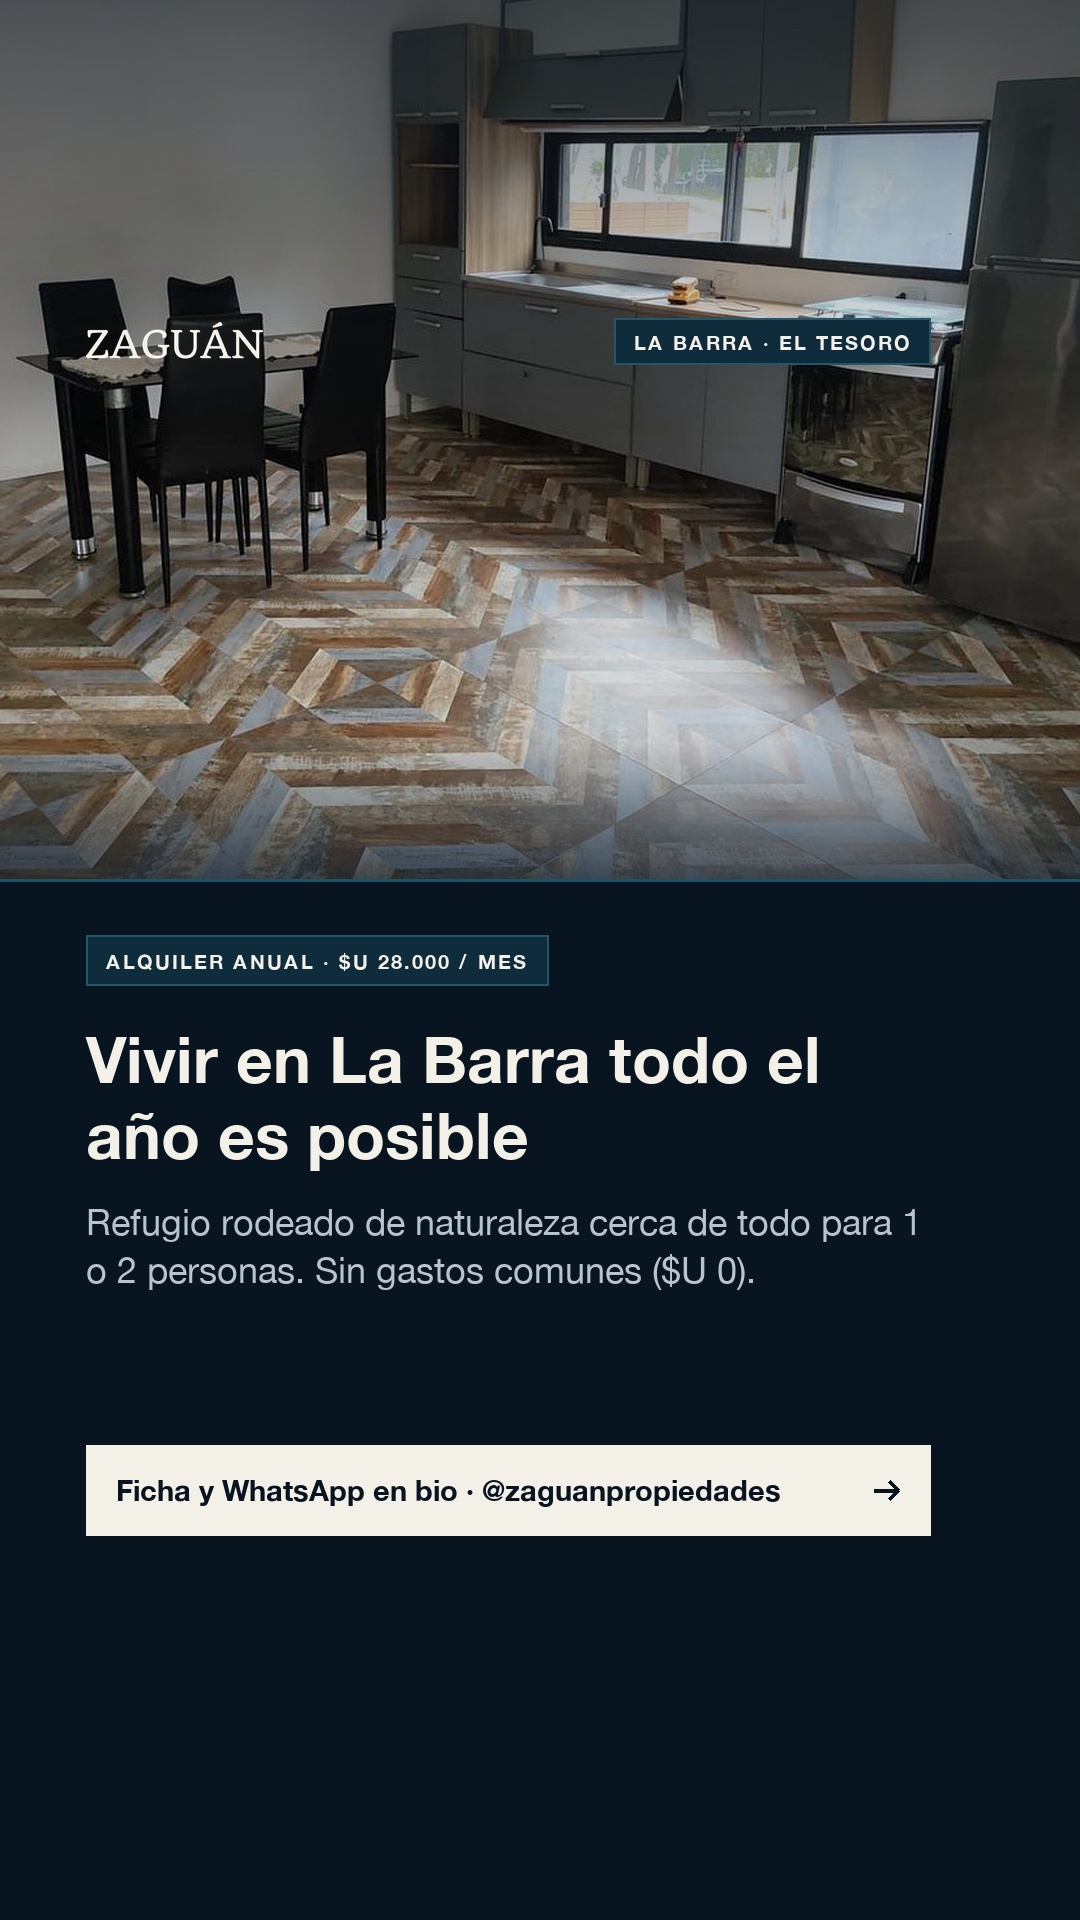 ZAGUÁN
LA BARRA · EL TESORO
ALQUILER ANUAL · $U 28.000 / MES
Vivir en La Barra todo el
año es posible
Refugio rodeado de naturaleza cerca de todo para 1
o 2 personas. Sin gastos comunes ($U 0).
Ficha y WhatsApp en bio · @zaguanpropiedades →